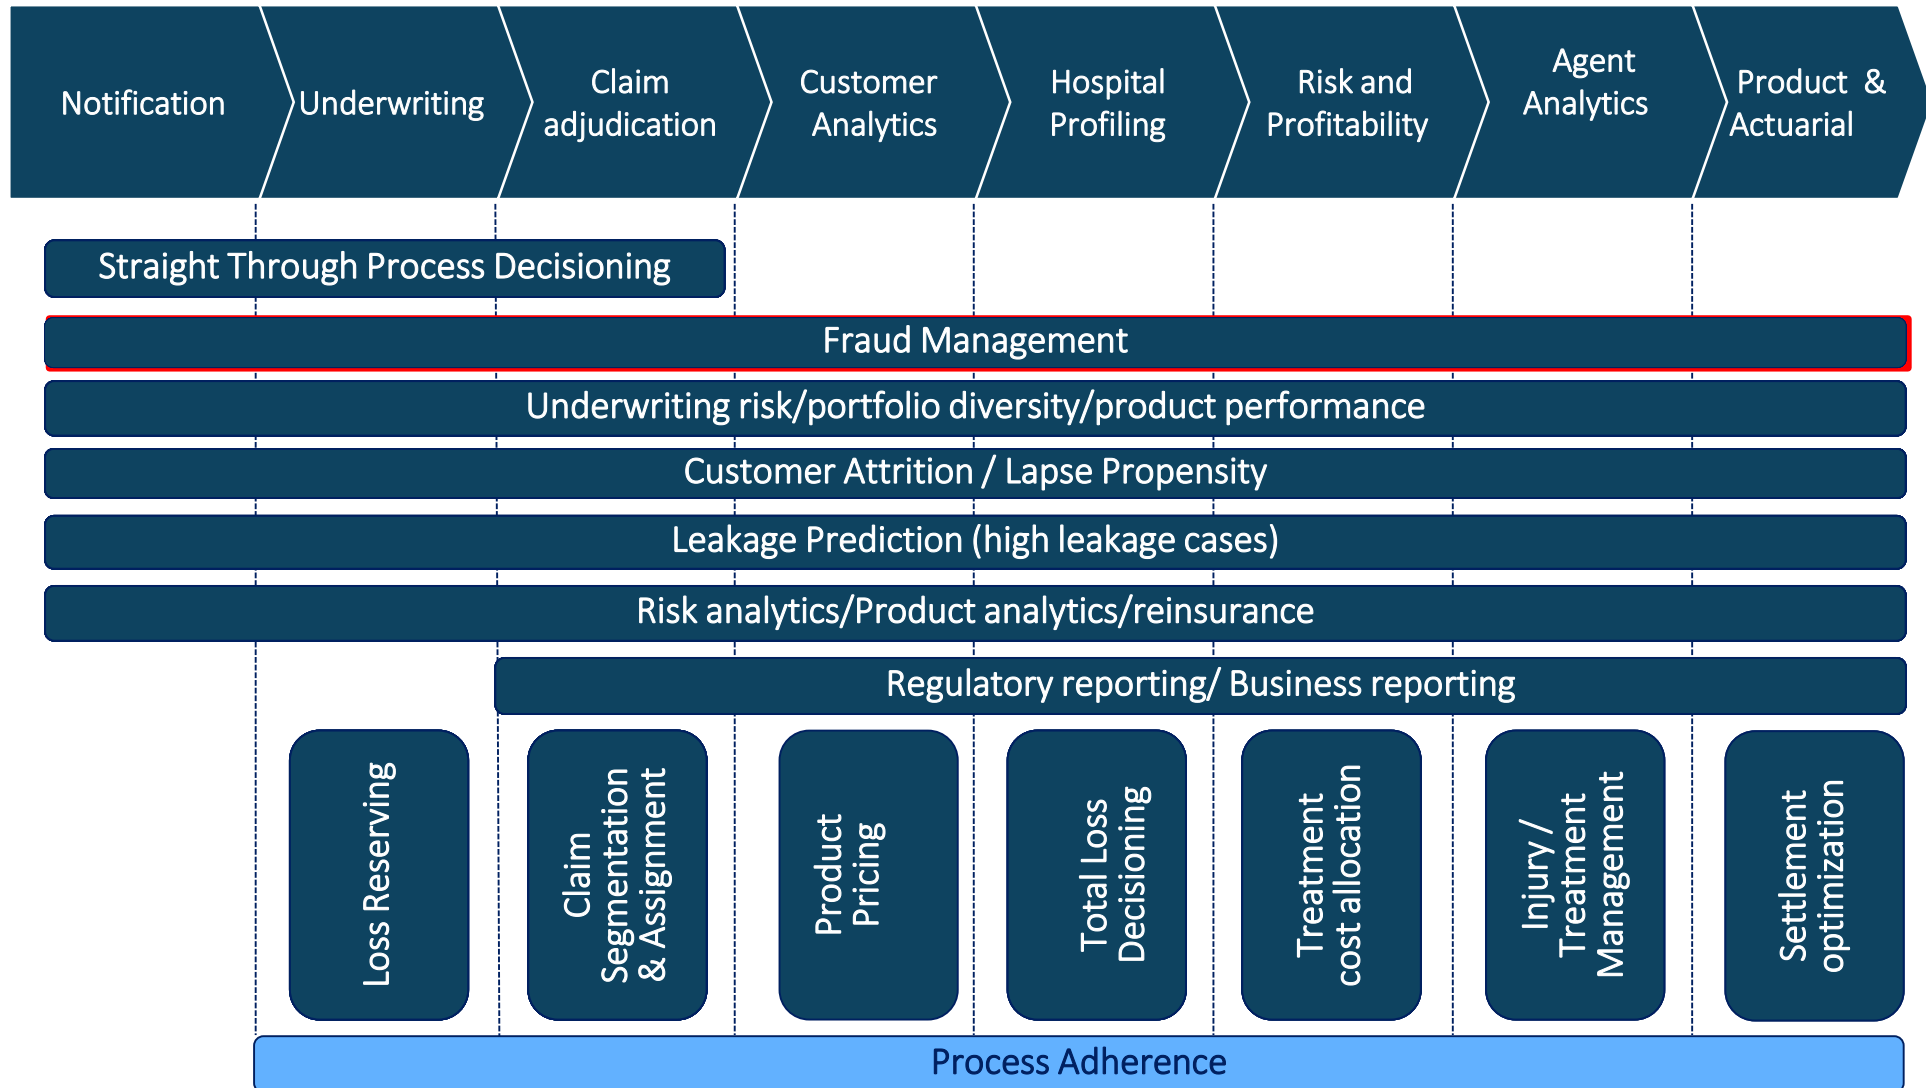 Notification
Underwriting
Claim
adjudication
Customer
Analytics
Hospital
Profiling
Risk and
Profitability
Agent
Analytics
Product &
Actuarial
Straight Through Process Decisioning
Fraud Management
Underwriting risk/portfolio diversity/product performance
Customer Attrition / Lapse Propensity
Leakage Prediction (high leakage cases)
Risk analytics/Product analytics/reinsurance
Regulatory reporting/ Business reporting
Loss Reserving
Claim
Segmentation
& Assignment
Product
Pricing
Total Loss
Decisioning
Treatment
cost allocation
Injury /
Treatment
Management
Settlement
optimization
Process Adherence